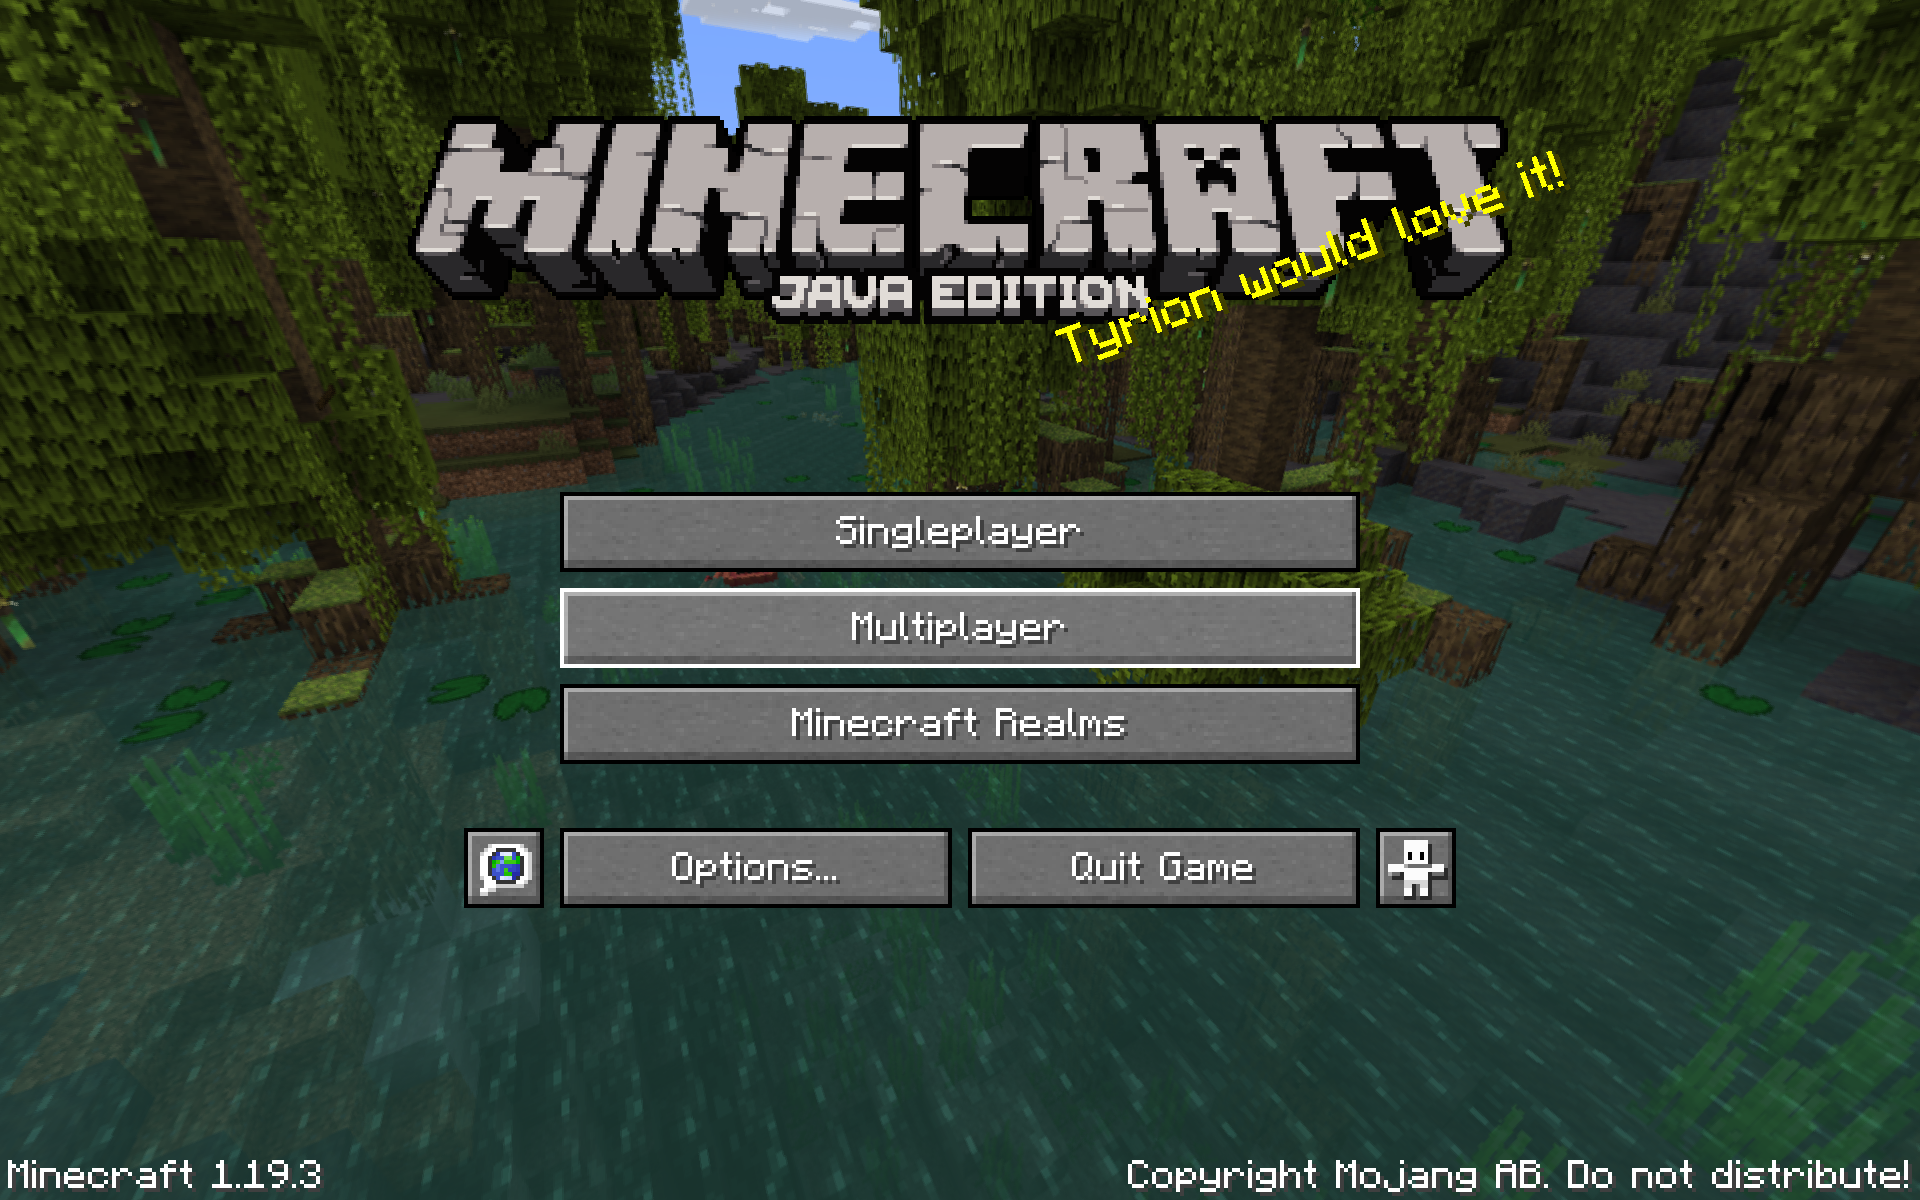 MINECRAFT
JAVA EDITION
Tyrion would love it!
Singleplayer
Multiplayer
Minecraft Realms
Options...
Quit Game
Minecraft 1.19.3
Copyright Mojang AB. Do not distribute!